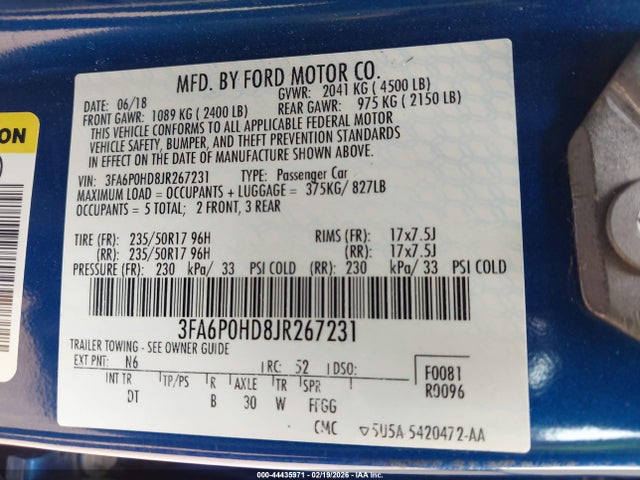 MFD. BY FORD MOTOR CO.
DATE: 06/18 GVWR: 2041 KG ( 4500 LB)
FRONT GAWR: 1089 KG ( 2400 LB) REAR GAWR: 975 KG ( 2150 LB)
THIS VEHICLE CONFORMS TO ALL APPLICABLE FEDERAL MOTOR
VEHICLE SAFETY, BUMPER, AND THEFT PREVENTION STANDARDS
IN EFFECT ON THE DATE OF MANUFACTURE SHOWN ABOVE.
VIN: 3FA6P0HD8JR267231 TYPE: Passenger Car
MAXIMUM LOAD = OCCUPANTS + LUGGAGE = 375KG/ 827LB
OCCUPANTS = 5 TOTAL; 2 FRONT, 3 REAR
TIRE (FR): 235/50R17 96H RIMS (FR): 17x7.5J
(RR): 235/50R17 96H (RR): 17x7.5J
PRESSURE (FR): 230 kPa/ 33 PSI COLD (RR): 230 kPa/ 33 PSI COLD
3FA6P0HD8JR267231
TRAILER TOWING - SEE OWNER GUIDE
EXT PNT: N6 RC: 52 DSO: F0081
INT TR TP/PS R AXLE TR SPR R0096
DT B 30 W FFGG
CMC 5U5A 5420472-AA
ON
000-44435971 - 02/19/2026 - IAA Inc.